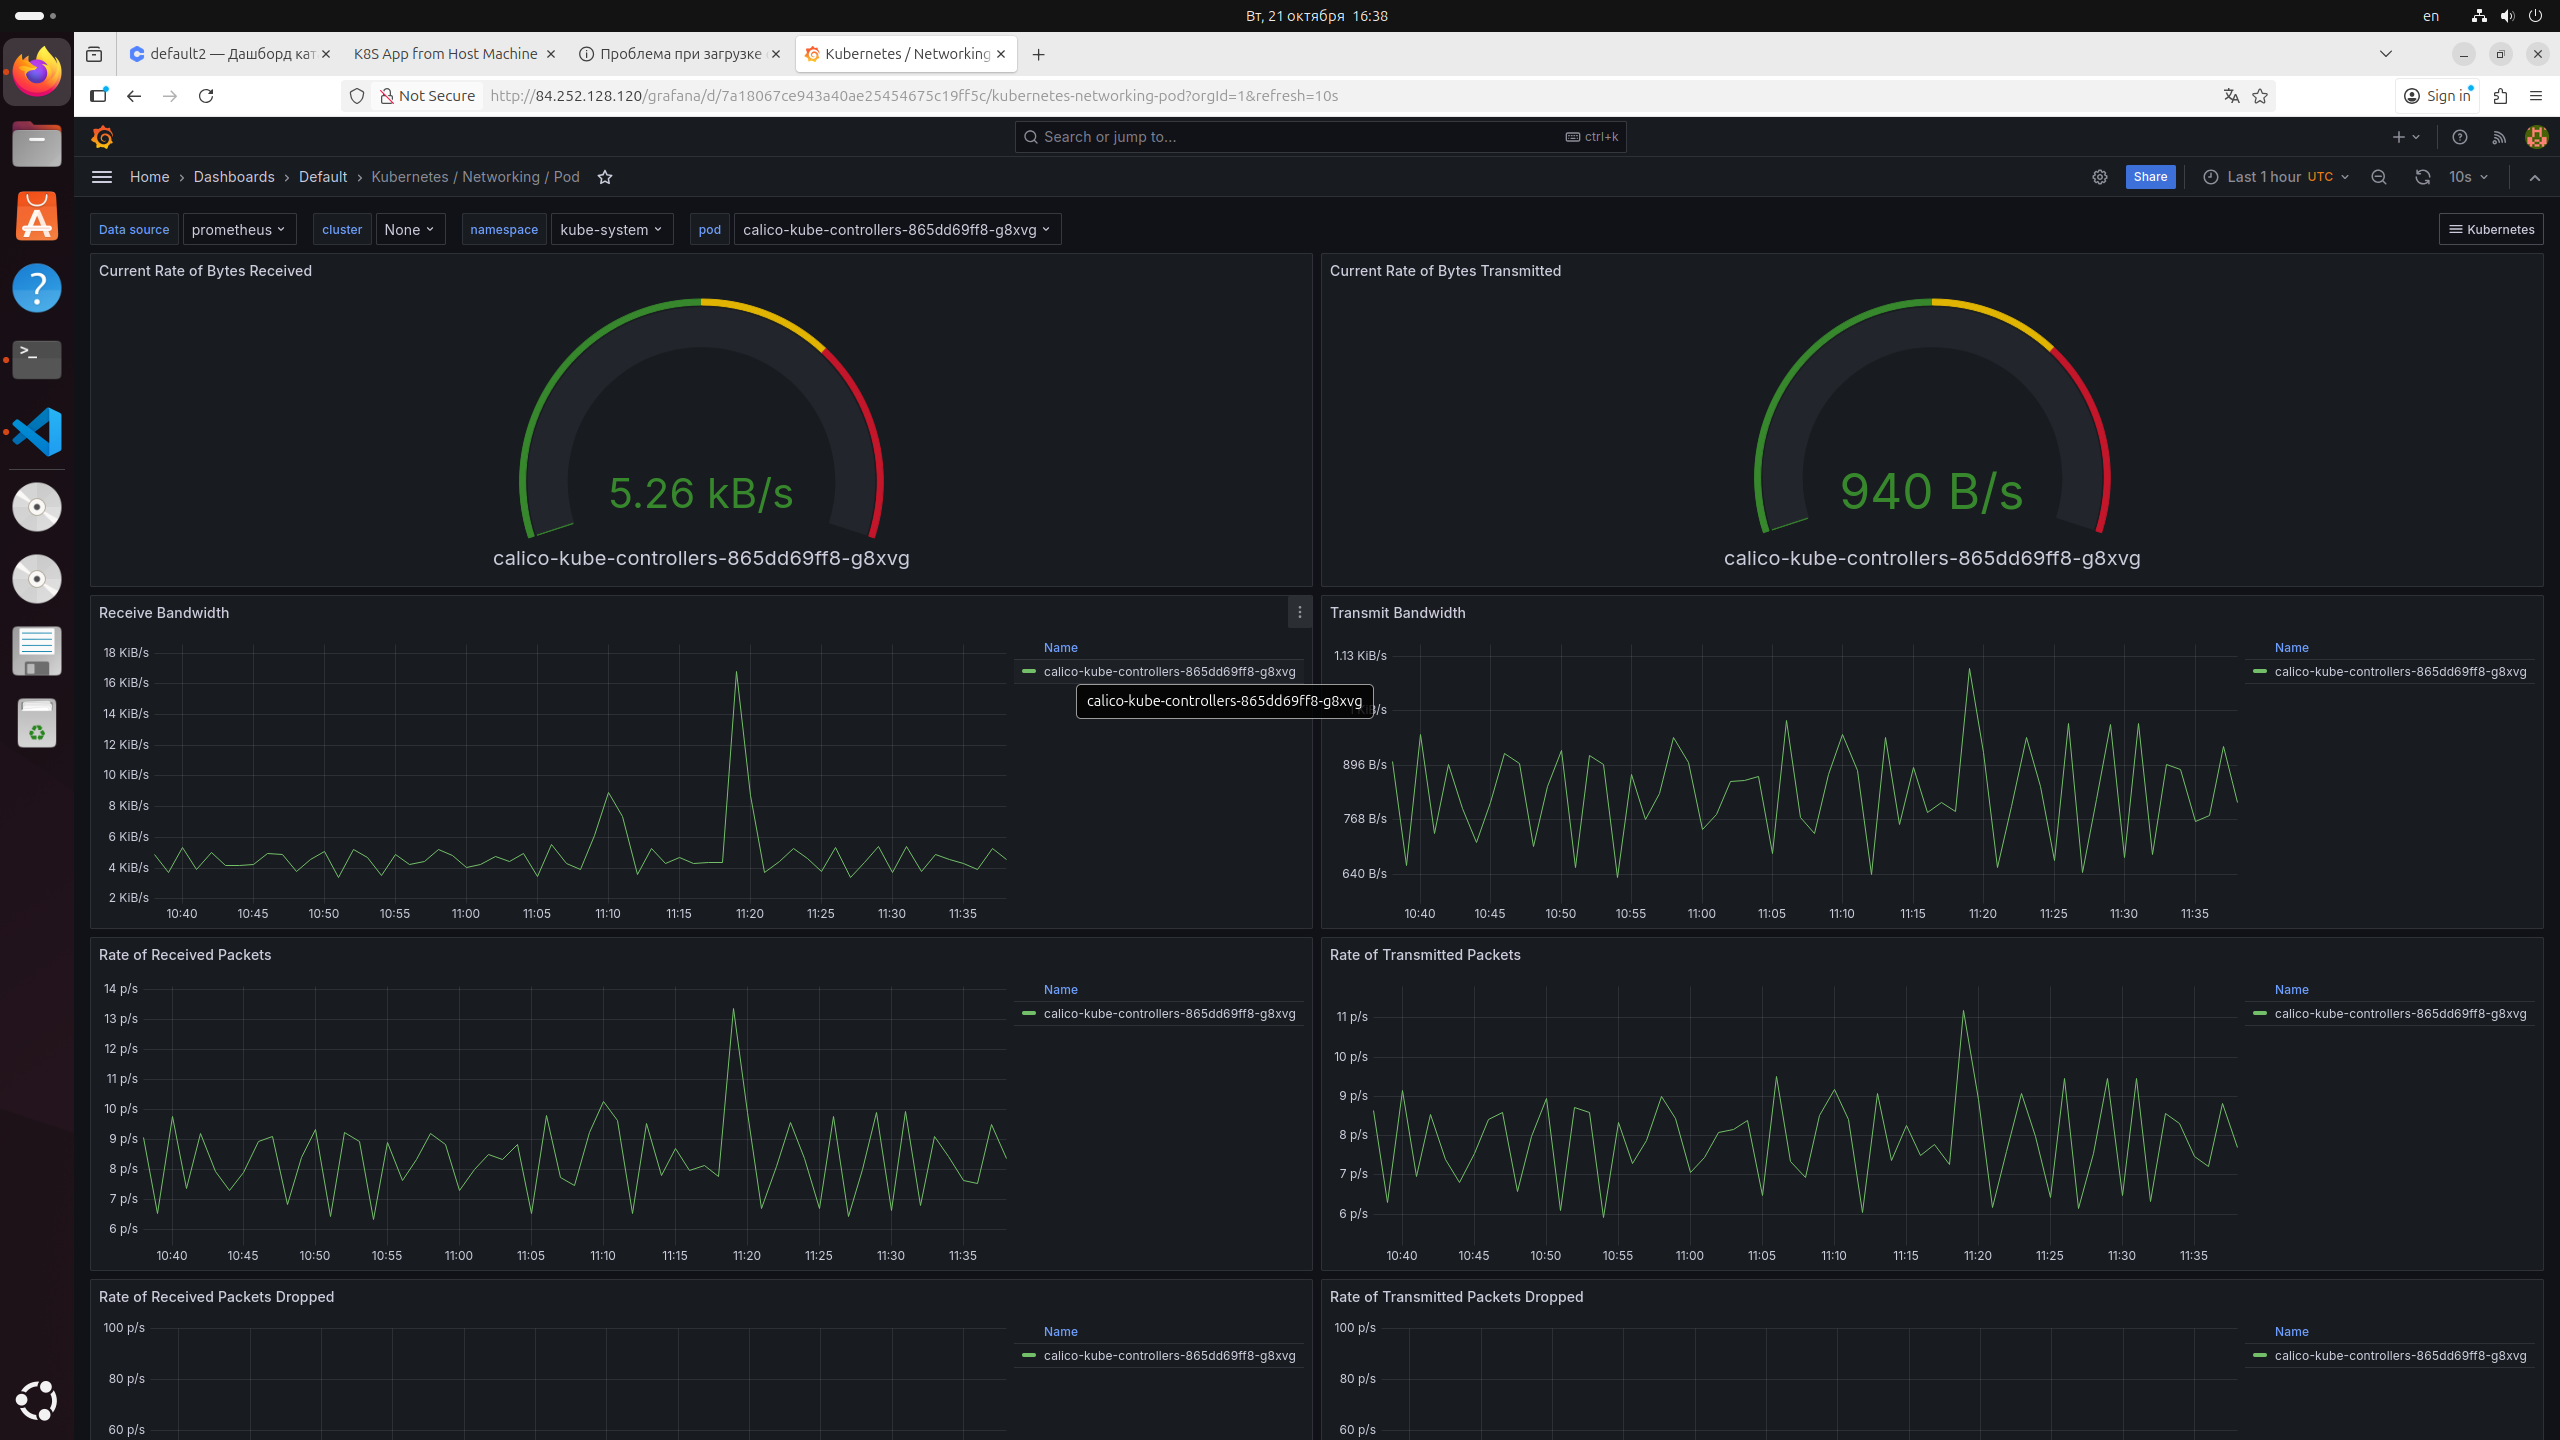 Вт, 21 октября 16:38
en
default2 — Дашборд кат
K8S App from Host Machine
Проблема при загрузке
Kubernetes / Networking
Not Secure
http://84.252.128.120/grafana/d/7a18067ce943a40ae25454675c19ff5c/kubernetes-networking-pod?orgId=1&refresh=10s
Sign in
Search or jump to...
ctrl+k
Home › Dashboards › Default › Kubernetes / Networking / Pod
Share
Last 1 hour UTC
10s
Data source prometheus
cluster None
namespace kube-system
pod calico-kube-controllers-865dd69ff8-g8xvg
Kubernetes
Current Rate of Bytes Received
5.26 kB/s
calico-kube-controllers-865dd69ff8-g8xvg
Current Rate of Bytes Transmitted
940 B/s
calico-kube-controllers-865dd69ff8-g8xvg
Receive Bandwidth
18 KiB/s
16 KiB/s
14 KiB/s
12 KiB/s
10 KiB/s
8 KiB/s
6 KiB/s
4 KiB/s
2 KiB/s
10:40 10:45 10:50 10:55 11:00 11:05 11:10 11:15 11:20 11:25 11:30 11:35
Name
calico-kube-controllers-865dd69ff8-g8xvg
calico-kube-controllers-865dd69ff8-g8xvg
Transmit Bandwidth
1.13 KiB/s
896 B/s
768 B/s
640 B/s
10:40 10:45 10:50 10:55 11:00 11:05 11:10 11:15 11:20 11:25 11:30 11:35
Name
calico-kube-controllers-865dd69ff8-g8xvg
Rate of Received Packets
14 p/s
13 p/s
12 p/s
11 p/s
10 p/s
9 p/s
8 p/s
7 p/s
6 p/s
10:40 10:45 10:50 10:55 11:00 11:05 11:10 11:15 11:20 11:25 11:30 11:35
Name
calico-kube-controllers-865dd69ff8-g8xvg
Rate of Transmitted Packets
11 p/s
10 p/s
9 p/s
8 p/s
7 p/s
6 p/s
10:40 10:45 10:50 10:55 11:00 11:05 11:10 11:15 11:20 11:25 11:30 11:35
Name
calico-kube-controllers-865dd69ff8-g8xvg
Rate of Received Packets Dropped
100 p/s
80 p/s
60 p/s
Name
calico-kube-controllers-865dd69ff8-g8xvg
Rate of Transmitted Packets Dropped
100 p/s
80 p/s
60 p/s
Name
calico-kube-controllers-865dd69ff8-g8xvg